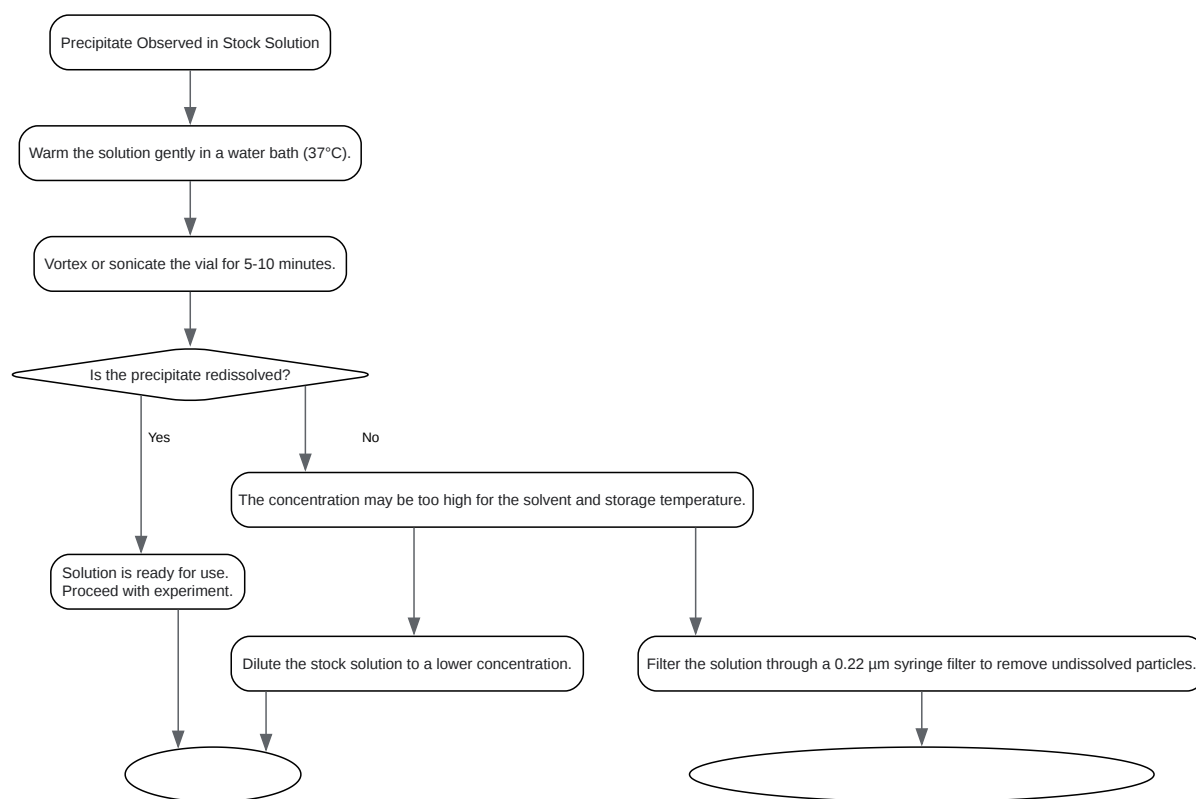 Precipitate Observed in Stock Solution
Warm the solution gently in a water bath (37°C).
Vortex or sonicate the vial for 5-10 minutes.
Is the precipitate redissolved?
Yes
No
The concentration may be too high for the solvent and storage temperature.
Solution is ready for use.
Proceed with experiment.
Dilute the stock solution to a lower concentration.
Filter the solution through a 0.22 µm syringe filter to remove undissolved particles.